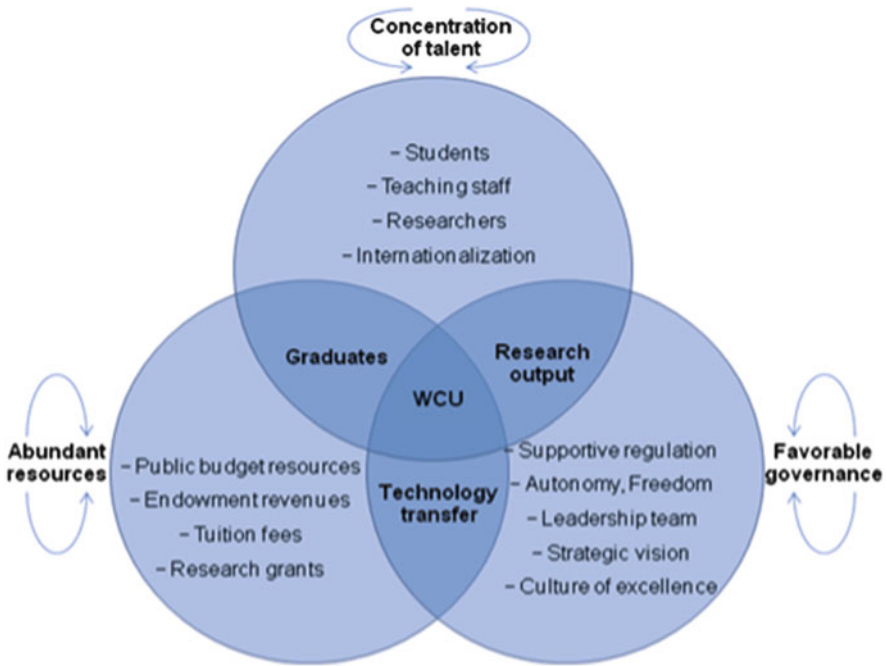 Concentration
of talent
– Students
– Teaching staff
– Researchers
– Internationalization
Graduates
Research
output
WCU
Abundant
resources
– Public budget resources
– Endowment revenues
– Tuition fees
– Research grants
Technology
transfer
– Supportive regulation
– Autonomy, Freedom
– Leadership team
– Strategic vision
– Culture of excellence
Favorable
governance